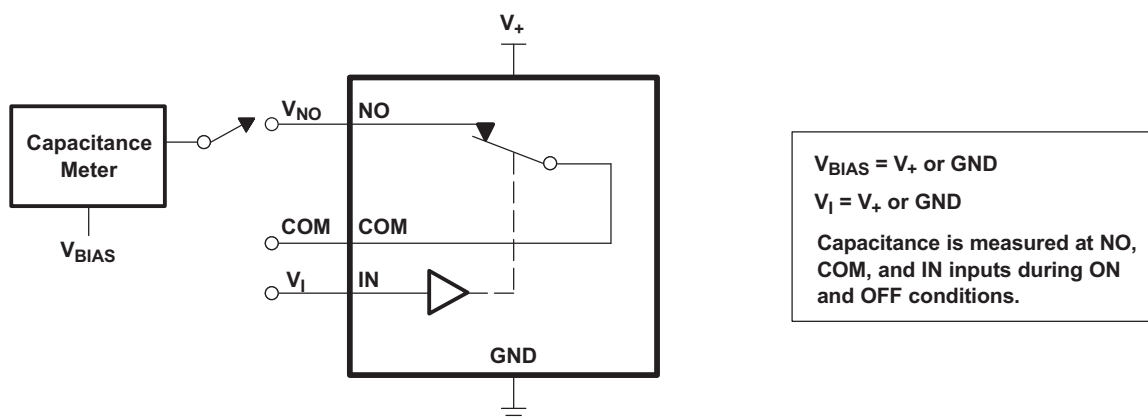 V+
Capacitance
Meter
VBIAS
VNO NO
COM COM
VI IN
GND
VBIAS = V+ or GND
VI = V+ or GND
Capacitance is measured at NO,
COM, and IN inputs during ON
and OFF conditions.